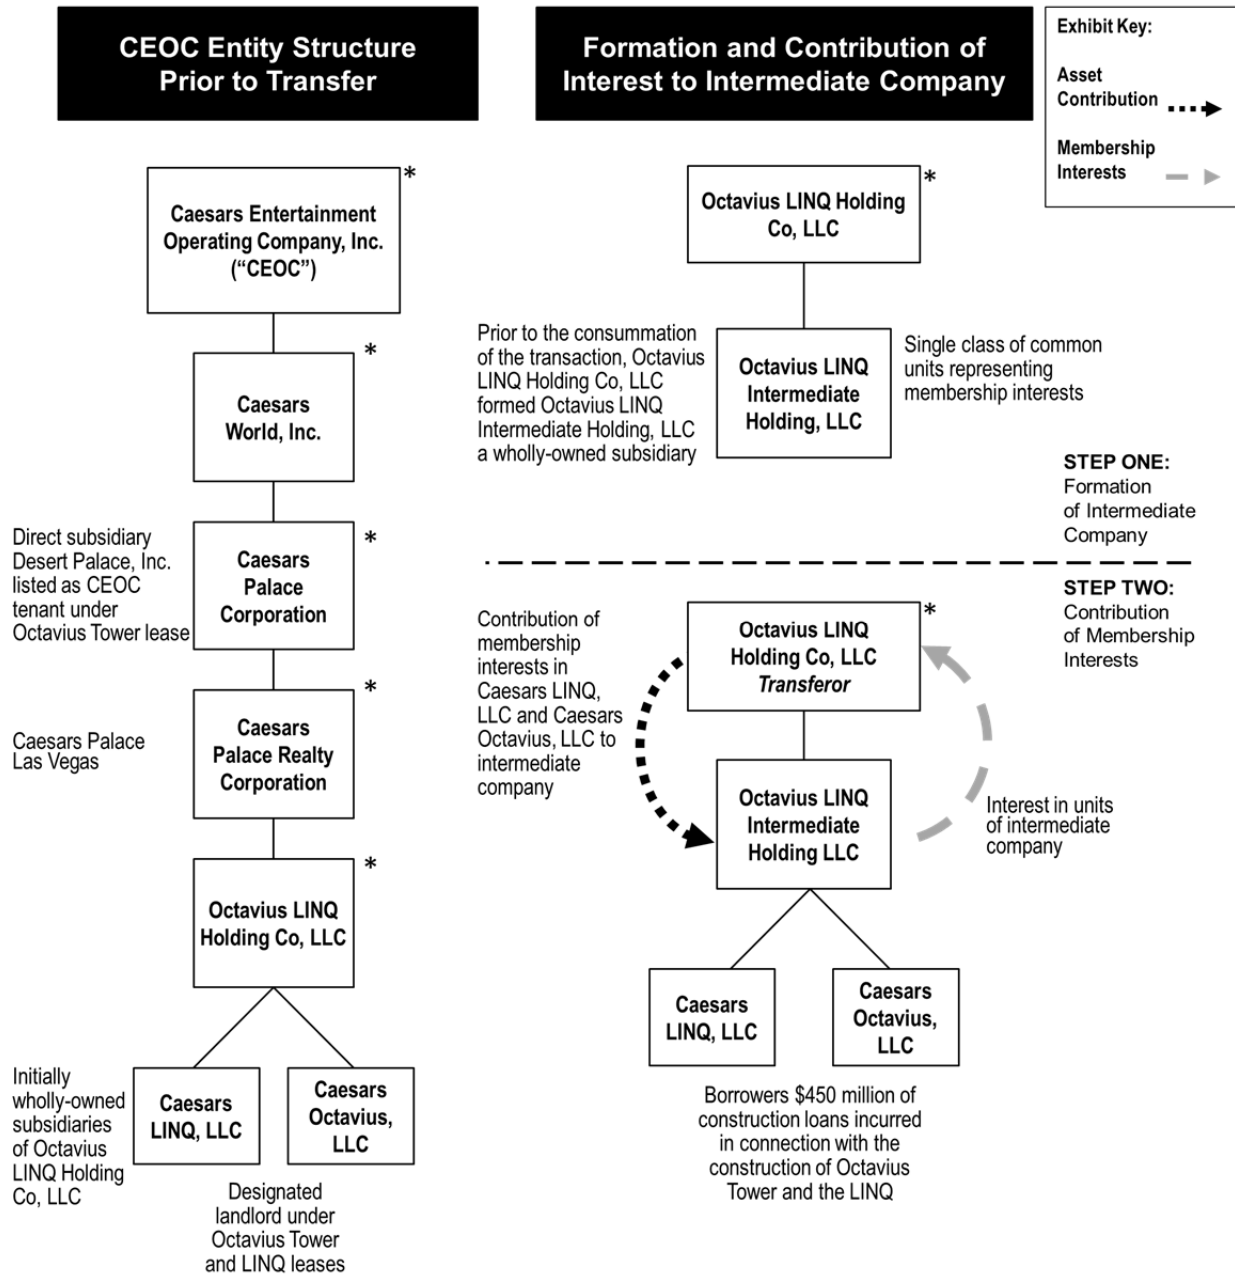 CEOC Entity Structure
Prior to Transfer
Formation and Contribution of
Interest to Intermediate Company
Exhibit Key:
Asset
Contribution
Membership
Interests
*
Caesars Entertainment
Operating Company, Inc.
(“CEOC”)
*
Caesars
World, Inc.
Direct subsidiary
Desert Palace, Inc.
listed as CEOC
tenant under
Octavius Tower lease
*
Caesars
Palace
Corporation
Caesars Palace
Las Vegas
*
Caesars
Palace Realty
Corporation
*
Octavius LINQ
Holding Co, LLC
Initially
wholly-owned
subsidiaries
of Octavius
LINQ Holding
Co, LLC
Caesars
LINQ, LLC
Caesars
Octavius,
LLC
Designated
landlord under
Octavius Tower
and LINQ leases
*
Octavius LINQ Holding
Co, LLC
Prior to the consummation
of the transaction, Octavius
LINQ Holding Co, LLC
formed Octavius LINQ
Intermediate Holding, LLC
a wholly-owned subsidiary
Octavius LINQ
Intermediate
Holding, LLC
Single class of common
units representing
membership interests
STEP ONE:
Formation
of Intermediate
Company
STEP TWO:
Contribution
of Membership
Interests
Contribution of
membership
interests in
Caesars LINQ,
LLC and Caesars
Octavius, LLC to
intermediate
company
*
Octavius LINQ
Holding Co, LLC
Transferor
Octavius LINQ
Intermediate
Holding LLC
Interest in units
of intermediate
company
Caesars
LINQ, LLC
Caesars
Octavius,
LLC
Borrowers $450 million of
construction loans incurred
in connection with the
construction of Octavius
Tower and the LINQ